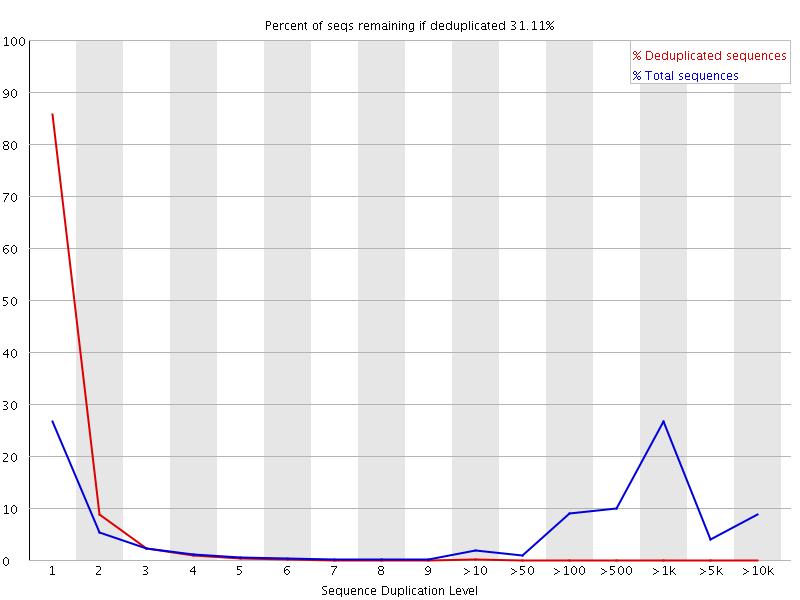 Percent of seqs remaining if deduplicated 31.11%
% Deduplicated sequences
% Total sequences
100
90
80
70
60
50
40
30
20
10
0
1 2 3 4 5 6 7 8 9 >10 >50 >100 >500 >1k >5k >10k
Sequence Duplication Level